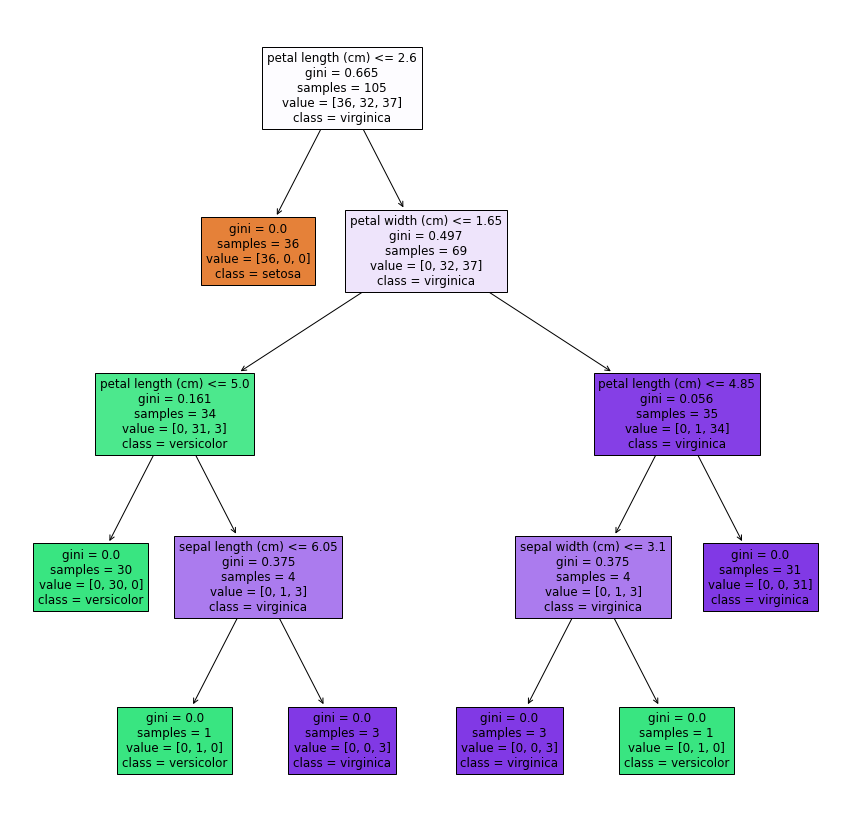 petal length (cm) <= 2.6
gini = 0.665
samples = 105
value = [36, 32, 37]
class = virginica
gini = 0.0
samples = 36
value = [36, 0, 0]
class = setosa
petal width (cm) <= 1.65
gini = 0.497
samples = 69
value = [0, 32, 37]
class = virginica
petal length (cm) <= 5.0
gini = 0.161
samples = 34
value = [0, 31, 3]
class = versicolor
petal length (cm) <= 4.85
gini = 0.056
samples = 35
value = [0, 1, 34]
class = virginica
gini = 0.0
samples = 30
value = [0, 30, 0]
class = versicolor
sepal length (cm) <= 6.05
gini = 0.375
samples = 4
value = [0, 1, 3]
class = virginica
sepal width (cm) <= 3.1
gini = 0.375
samples = 4
value = [0, 1, 3]
class = virginica
gini = 0.0
samples = 31
value = [0, 0, 31]
class = virginica
gini = 0.0
samples = 1
value = [0, 1, 0]
class = versicolor
gini = 0.0
samples = 3
value = [0, 0, 3]
class = virginica
gini = 0.0
samples = 3
value = [0, 0, 3]
class = virginica
gini = 0.0
samples = 1
value = [0, 1, 0]
class = versicolor